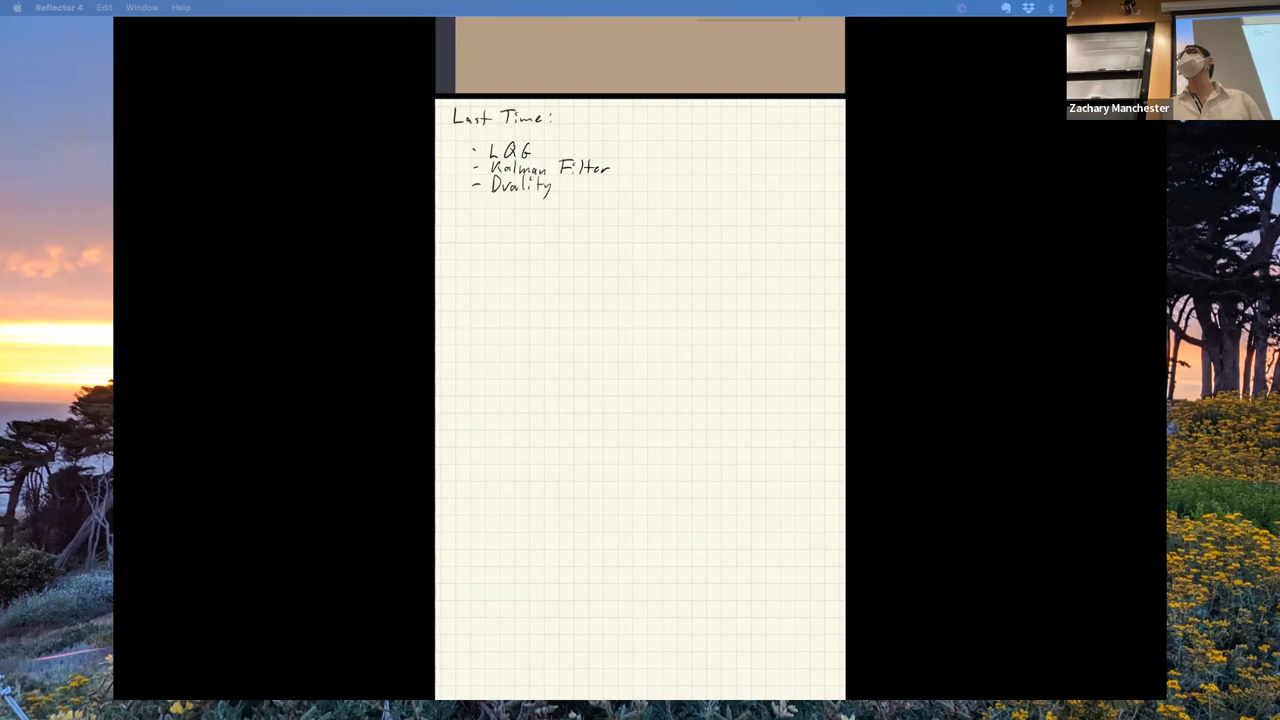 Reflector 4 Edit Window Help
Zachary Manchester
Last Time:
- LQG
- Kalman Filter
- Duality